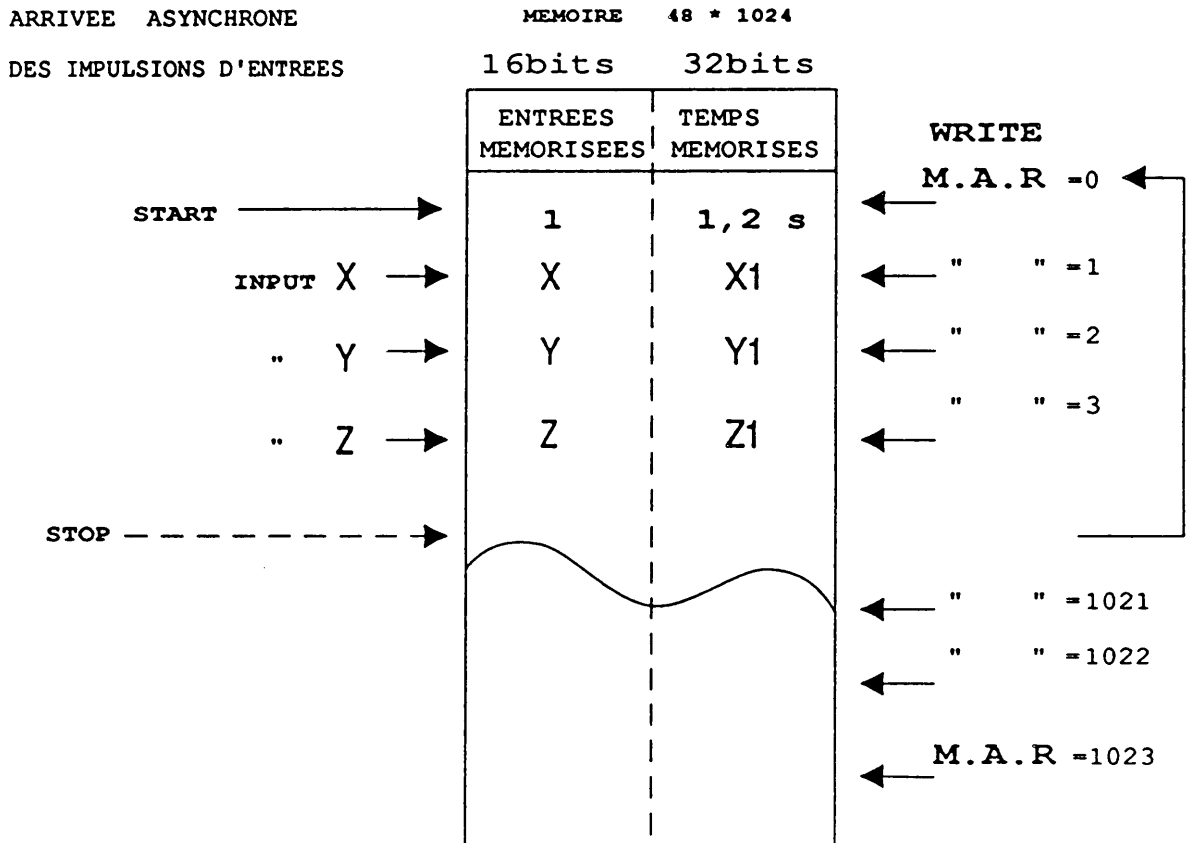 ARRIVEE ASYNCHRONE
DES IMPULSIONS D'ENTREES
MEMOIRE 48 * 1024
16bits 32bits
ENTREES MEMORISEES
TEMPS MEMORISES
WRITE
M.A.R =0
START 1 1,2 s
INPUT X X X1 " " =1
" Y Y Y1 " " =2
" Z Z Z1 " " =3
STOP
" " =1021
" " =1022
M.A.R =1023